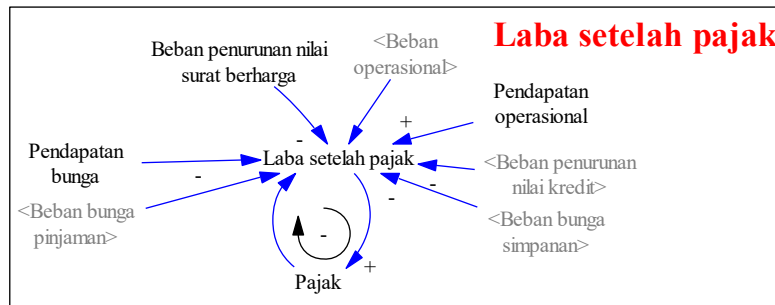 Laba setelah pajak
Beban penurunan nilai
surat berharga
<Beban
operasional>
Pendapatan
operasional
+
-
Pendapatan
bunga
Laba setelah pajak
-
<Beban penurunan
nilai kredit>
-
-
<Beban bunga
pinjaman>
<Beban bunga
simpanan>
-
+
Pajak